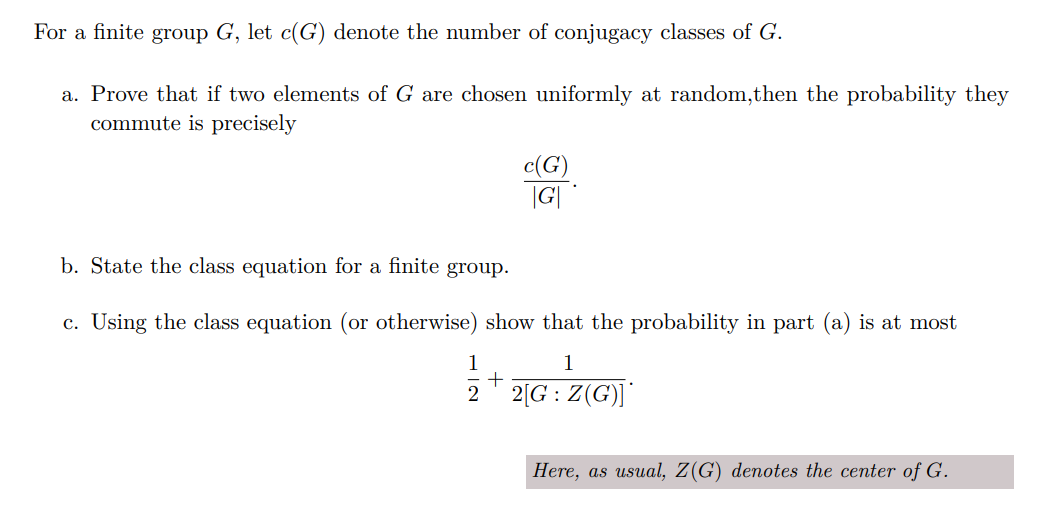 For a finite group G, let c(G) denote the number of conjugacy classes of G.
a. Prove that if two elements of G are chosen uniformly at random,then the probability they
commute is precisely
c(G)
|G|
.
b. State the class equation for a finite group.
c. Using the class equation (or otherwise) show that the probability in part (a) is at most
1/2 + 1/2[G : Z(G)].
Here, as usual, Z(G) denotes the center of G.